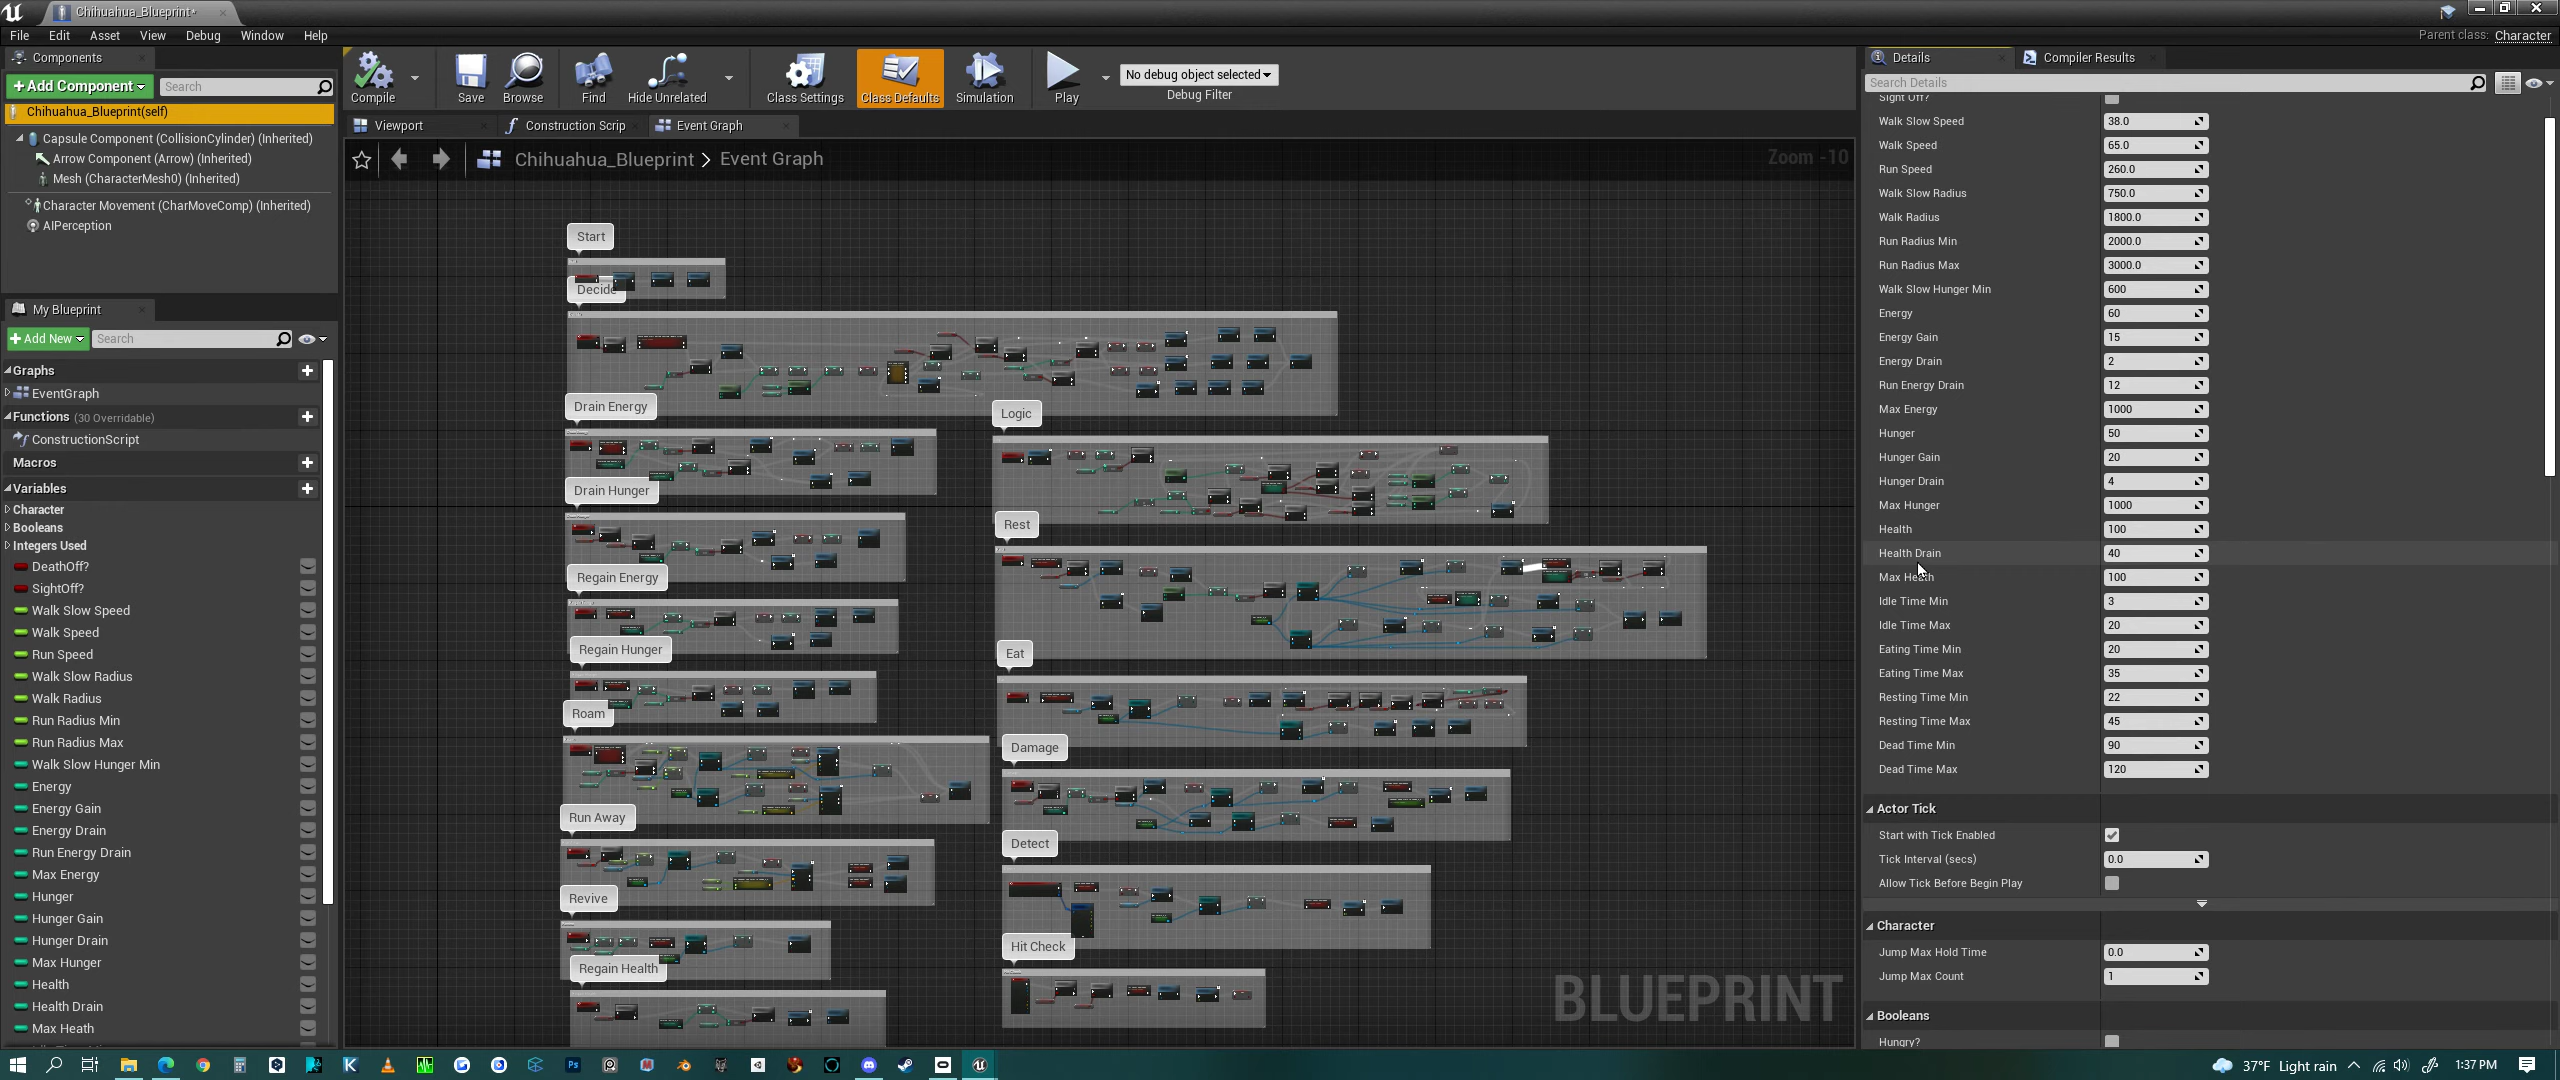 Chihuahua_Blueprint*
File Edit Asset View Debug Window Help
Parent class: Character
Components
+Add Component
Search
Chihuahua_Blueprint(self)
Capsule Component (CollisionCylinder) (Inherited)
Arrow Component (Arrow) (Inherited)
Mesh (CharacterMesh0) (Inherited)
Character Movement (CharMoveComp) (Inherited)
AIPerception
My Blueprint
+Add New
Search
Graphs
EventGraph
Functions (30 Overridable)
ConstructionScript
Macros
Variables
Character
Booleans
Integers Used
DeathOff?
SightOff?
Walk Slow Speed
Walk Speed
Run Speed
Walk Slow Radius
Walk Radius
Run Radius Min
Run Radius Max
Walk Slow Hunger Min
Energy
Energy Gain
Energy Drain
Run Energy Drain
Max Energy
Hunger
Hunger Gain
Hunger Drain
Max Hunger
Health
Health Drain
Max Heath
Compile
Save
Browse
Find
Hide Unrelated
Class Settings
Class Defaults
Simulation
Play
No debug object selected
Debug Filter
Viewport
Construction Scrip
Event Graph
Chihuahua_Blueprint > Event Graph
Zoom -10
Start
Decide
Drain Energy
Drain Hunger
Regain Energy
Regain Hunger
Roam
Run Away
Revive
Regain Health
Logic
Rest
Eat
Damage
Detect
Hit Check
BLUEPRINT
Details
Compiler Results
Search Details
Sight Off?
Walk Slow Speed 38.0
Walk Speed 65.0
Run Speed 260.0
Walk Slow Radius 750.0
Walk Radius 1800.0
Run Radius Min 2000.0
Run Radius Max 3000.0
Walk Slow Hunger Min 600
Energy 60
Energy Gain 15
Energy Drain 2
Run Energy Drain 12
Max Energy 1000
Hunger 50
Hunger Gain 20
Hunger Drain 4
Max Hunger 1000
Health 100
Health Drain 40
Max Heath 100
Idle Time Min 3
Idle Time Max 20
Eating Time Min 20
Eating Time Max 35
Resting Time Min 22
Resting Time Max 45
Dead Time Min 90
Dead Time Max 120
Actor Tick
Start with Tick Enabled
Tick Interval (secs) 0.0
Allow Tick Before Begin Play
Character
Jump Max Hold Time 0.0
Jump Max Count 1
Booleans
Hungry?
37°F Light rain
1:37 PM